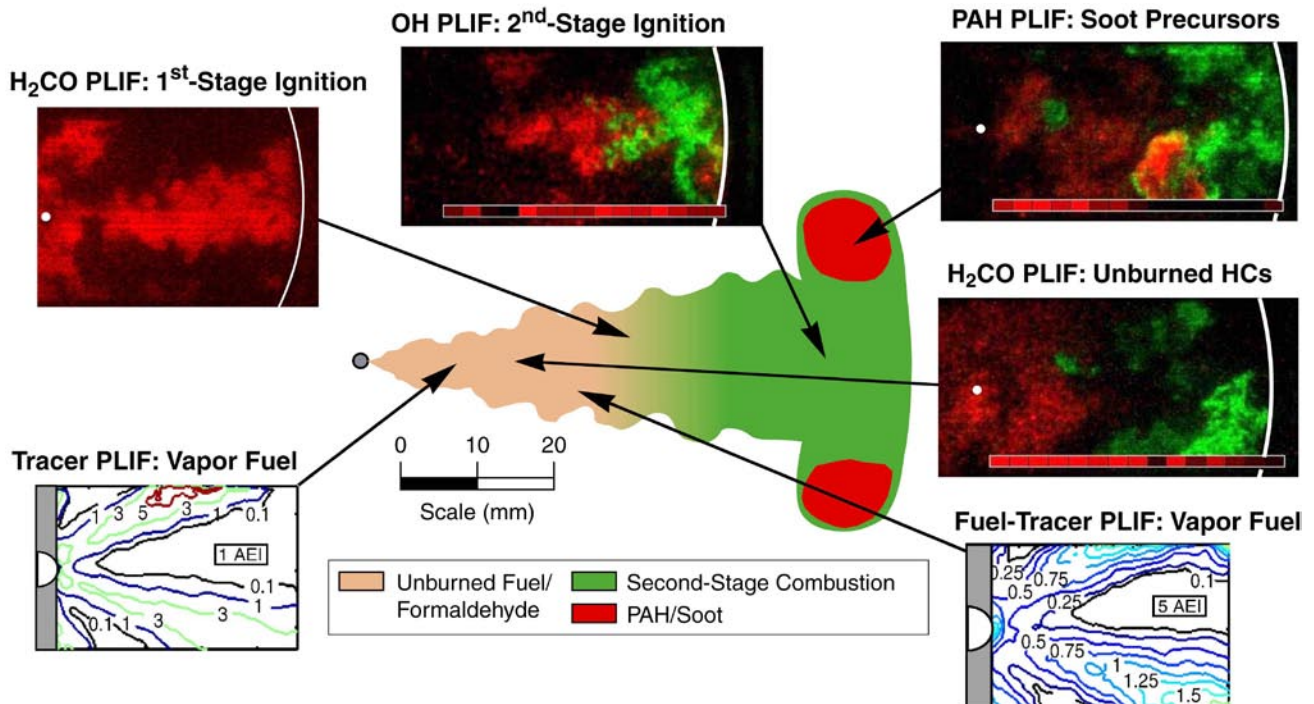 OH PLIF: 2nd-Stage Ignition
PAH PLIF: Soot Precursors
H2CO PLIF: 1st-Stage Ignition
H2CO PLIF: Unburned HCs
0 10 20
Scale (mm)
Tracer PLIF: Vapor Fuel
1 3 5 3 1 0.1
1 AEI
0.1
1
0.1 1 3 3
Unburned Fuel/
Formaldehyde
Second-Stage Combustion
PAH/Soot
Fuel-Tracer PLIF: Vapor Fuel
0.25 0.75
0.25 0.5
0.1
5 AEI
0.5
0.75
1
1.25
1.5